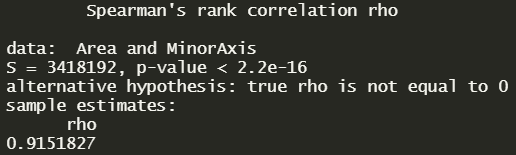 Spearman's rank correlation rho
data:  Area and MinorAxis
S = 3418192, p-value < 2.2e-16
alternative hypothesis: true rho is not equal to 0
sample estimates:
rho
0.9151827